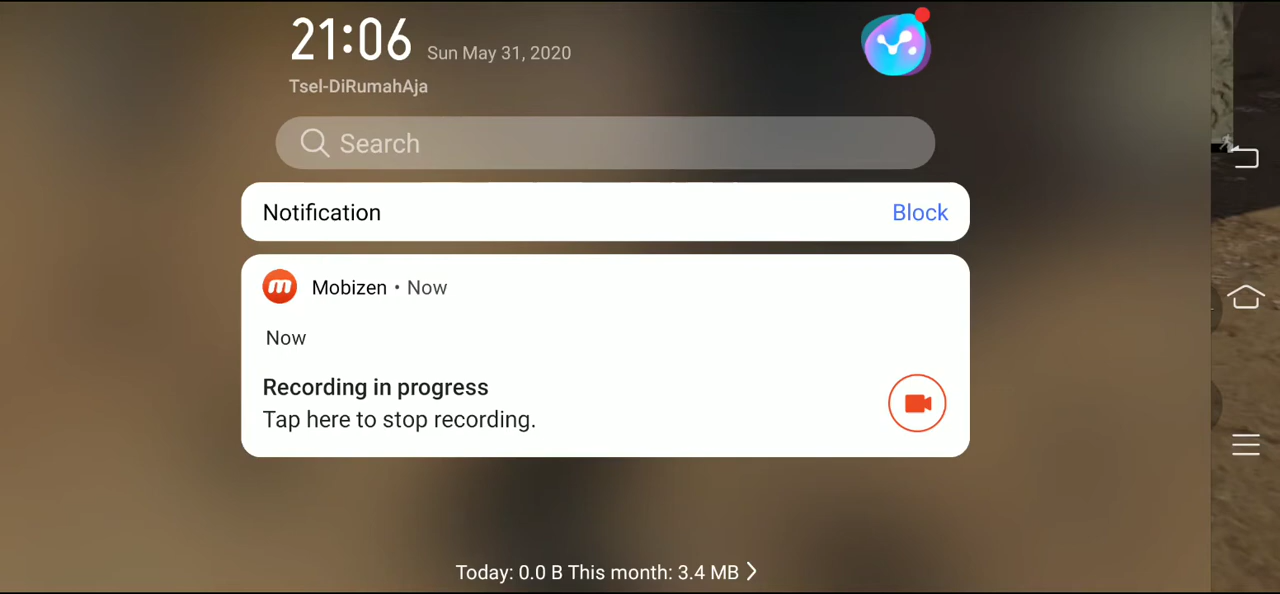 21:06 Sun May 31, 2020
Tsel-DiRumahAja
Search
Notification Block
m Mobizen • Now
Now
Recording in progress
Tap here to stop recording.
Today: 0.0 B This month: 3.4 MB